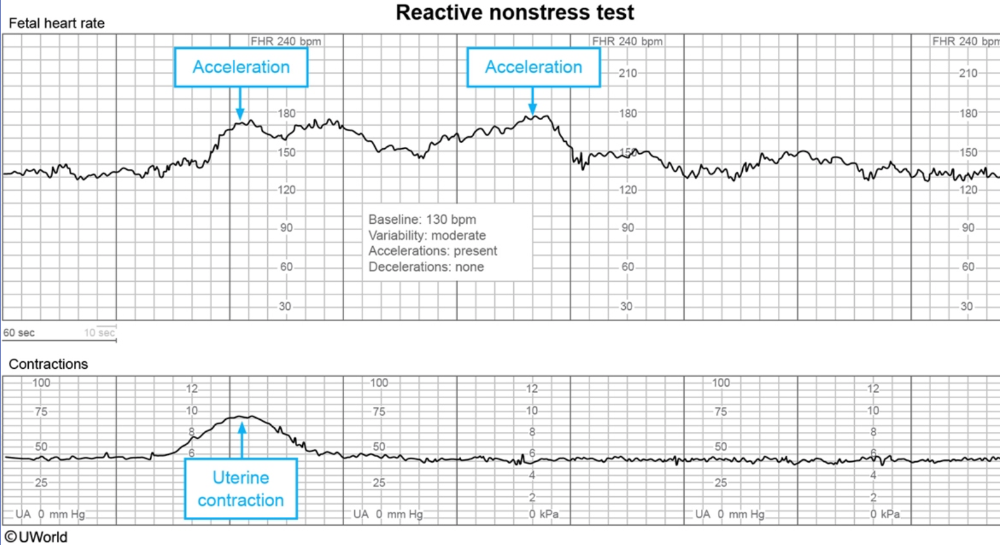 Reactive nonstress test
Fetal heart rate
FHR 240 bpm FHR 240 bpm FHR 240 bpm
Acceleration Acceleration
210 210
180 180 180
150 150 150
120 120 120
Baseline: 130 bpm
Variability: moderate
Accelerations: present
Decelerations: none
90 90 90
60 60 60
30 30 30
60 sec 10 sec
Contractions
100 12 100 12 100 12
75 10 75 10 75 10
8 8 8
50 6 50 6 50 6
Uterine
contraction
25 25 4 25 4
2 2
UA 0 mm Hg UA 0 mm Hg 0 kPa UA 0 mm Hg 0 kPa
©UWorld